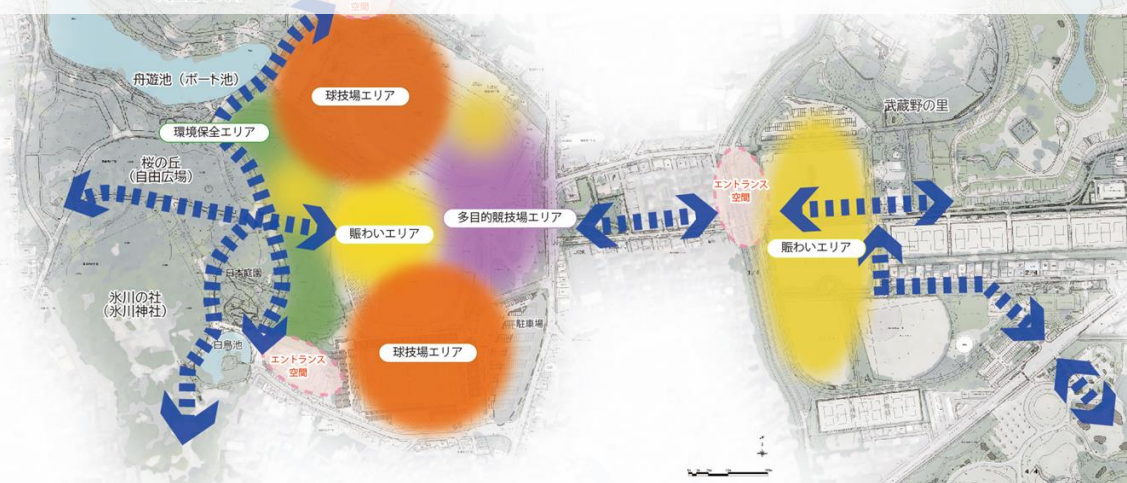 空間
舟遊池（ボート池）
球技場エリア
環境保全エリア
桜の丘
（自由広場）
多目的競技場エリア
賑わいエリア
日本庭園
氷川の杜
（氷川神社）
白鳥池
駐車場
エントランス
空間
球技場エリア
武蔵野の里
エントランス
空間
賑わいエリア